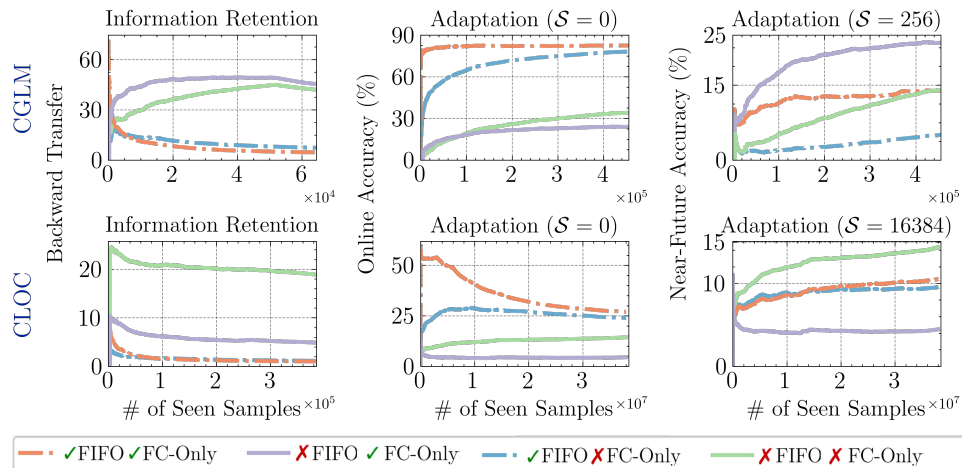 Information Retention
Adaptation (𝒮 = 0)
Adaptation (𝒮 = 256)
CGLM
Backward Transfer
60
30
0
0 2 4 6
×10⁴
Online Accuracy (%)
90
60
30
0
0 1 2 3 4
×10⁵
Near-Future Accuracy (%)
25
15
0
0 1 2 3 4
×10⁵
Information Retention
Adaptation (𝒮 = 0)
Adaptation (𝒮 = 16384)
CLOC
20
10
0
0 1 2 3
# of Seen Samples ×10⁵
50
25
0
0 1 2 3
# of Seen Samples ×10⁷
15
10
0
0 1 2 3
# of Seen Samples ×10⁷
✓FIFO ✓FC-Only
✗FIFO ✓FC-Only
✓FIFO ✗FC-Only
✗FIFO ✗ FC-Only